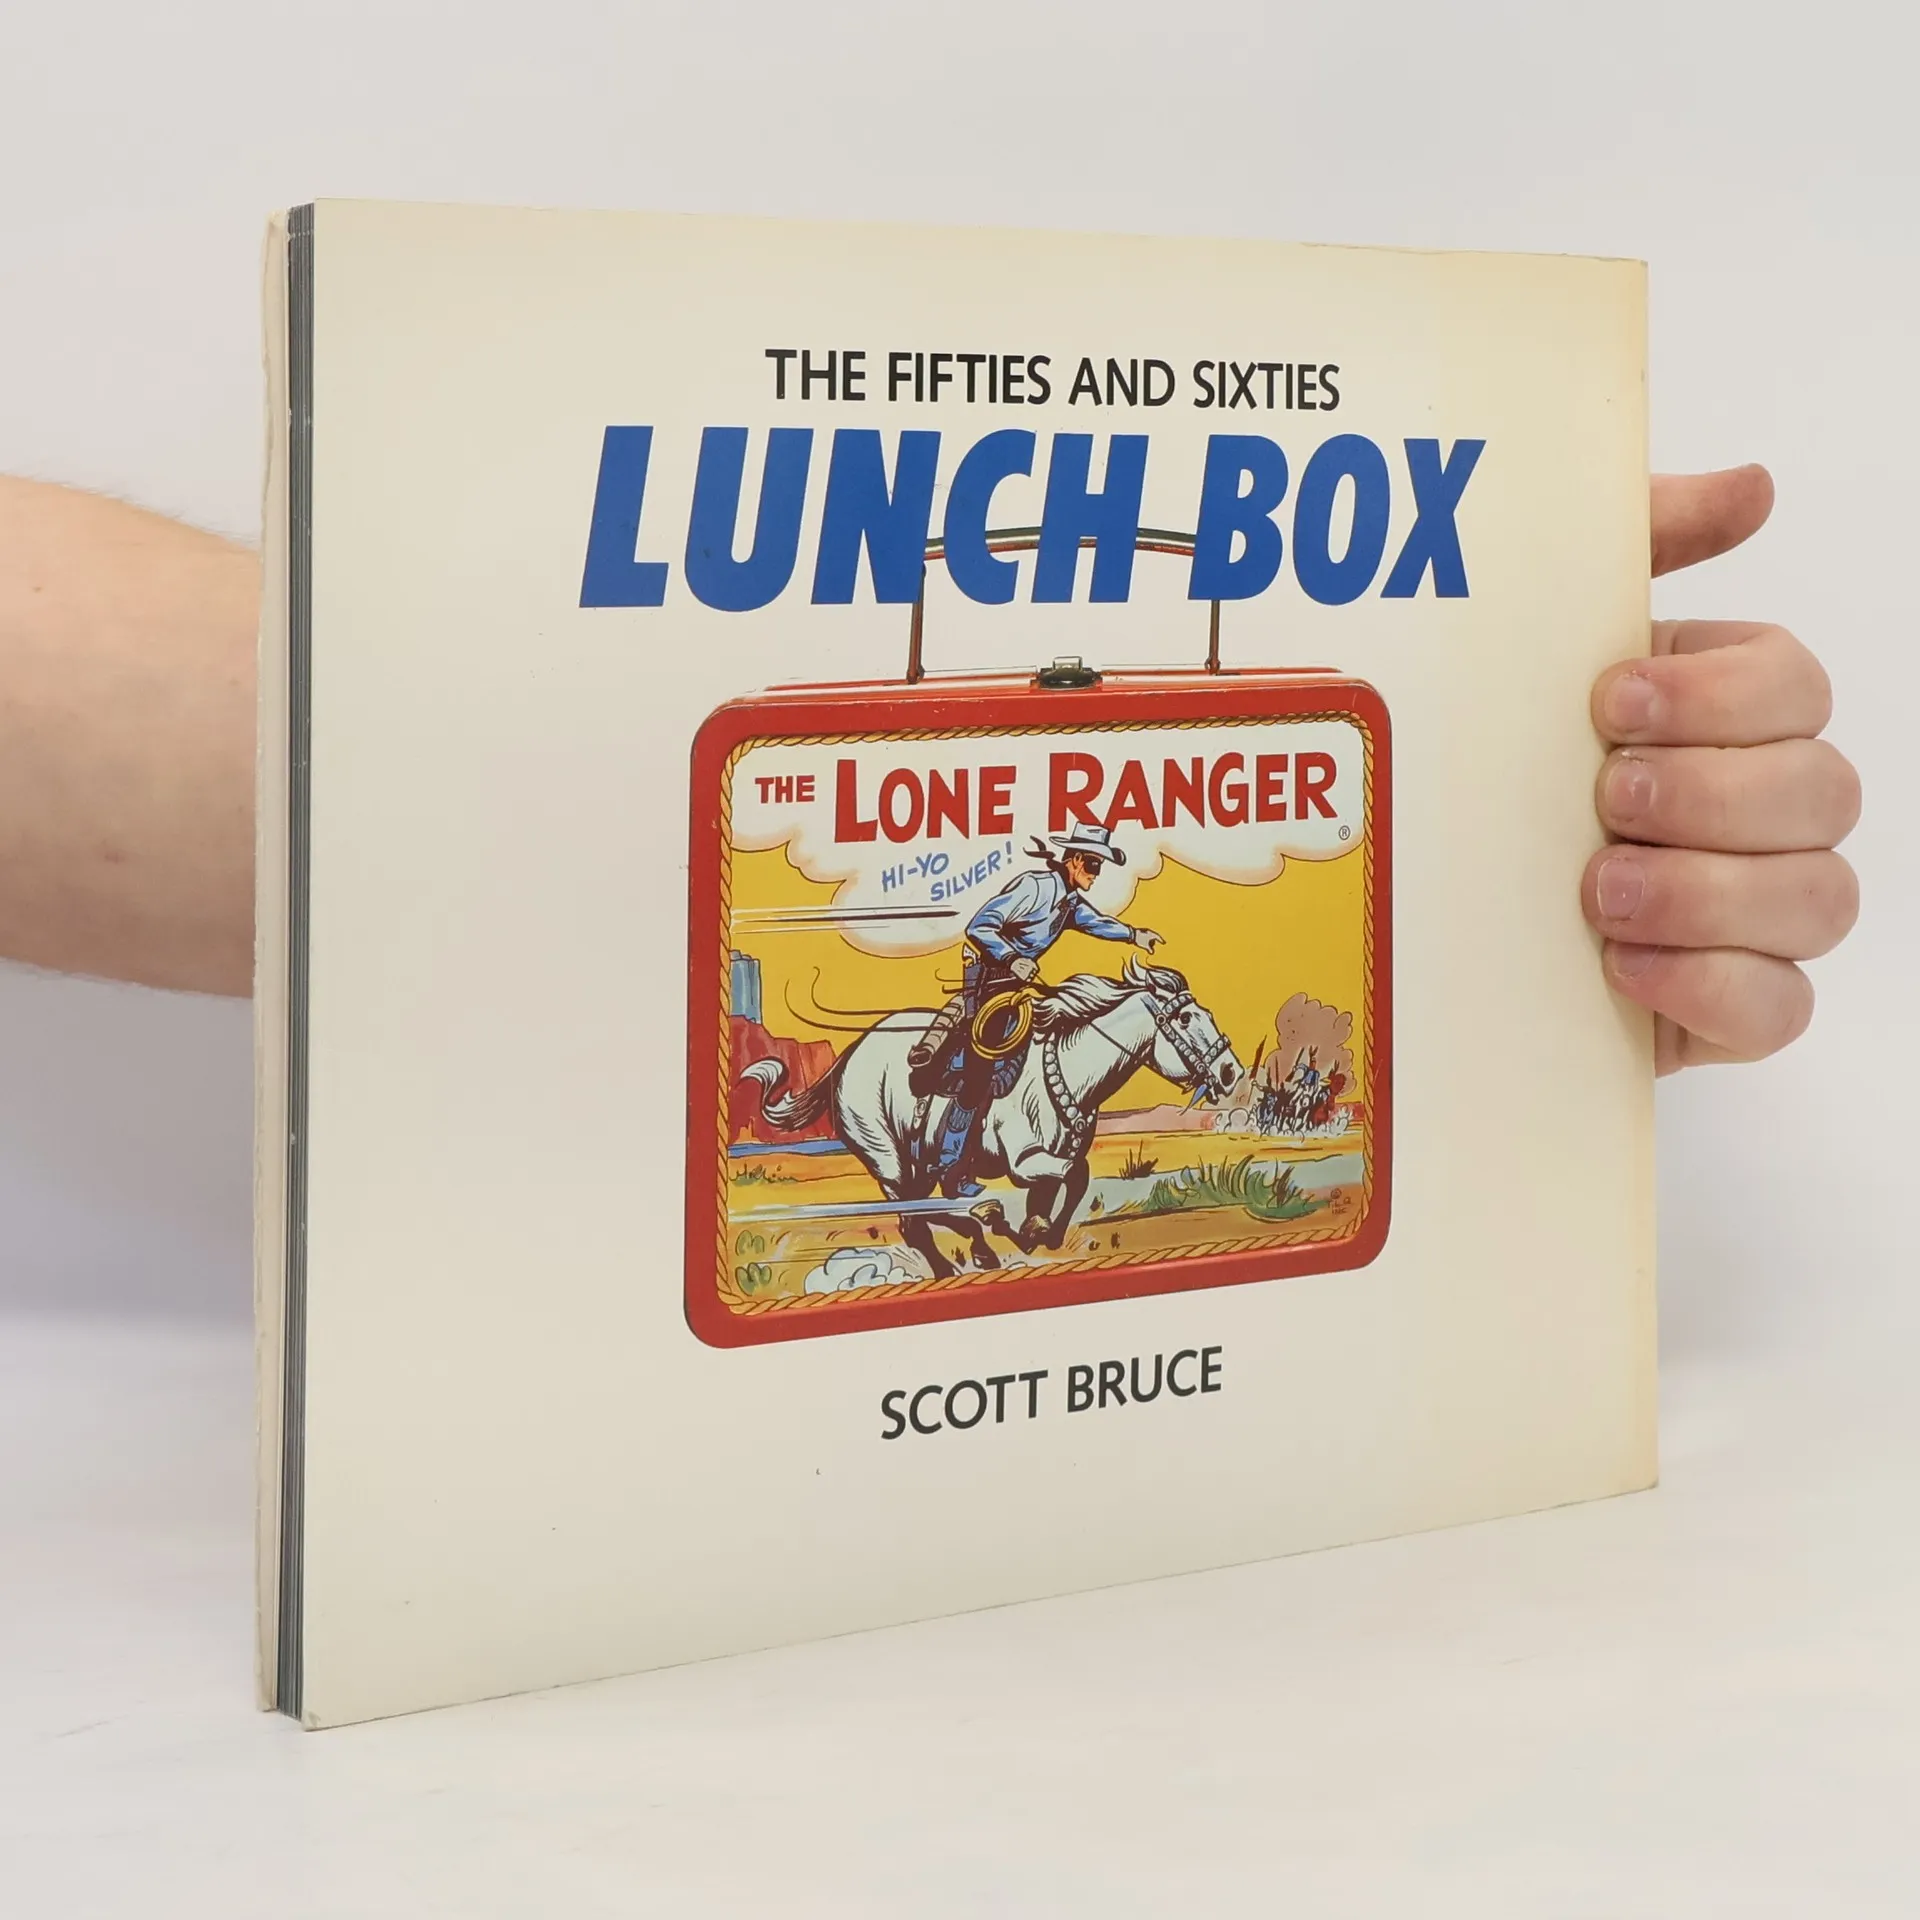 THE FIFTIES AND SIXTIES
LUNCH BOX
THE LONE RANGER
®
HI-YO
SILVER!
SCOTT BRUCE